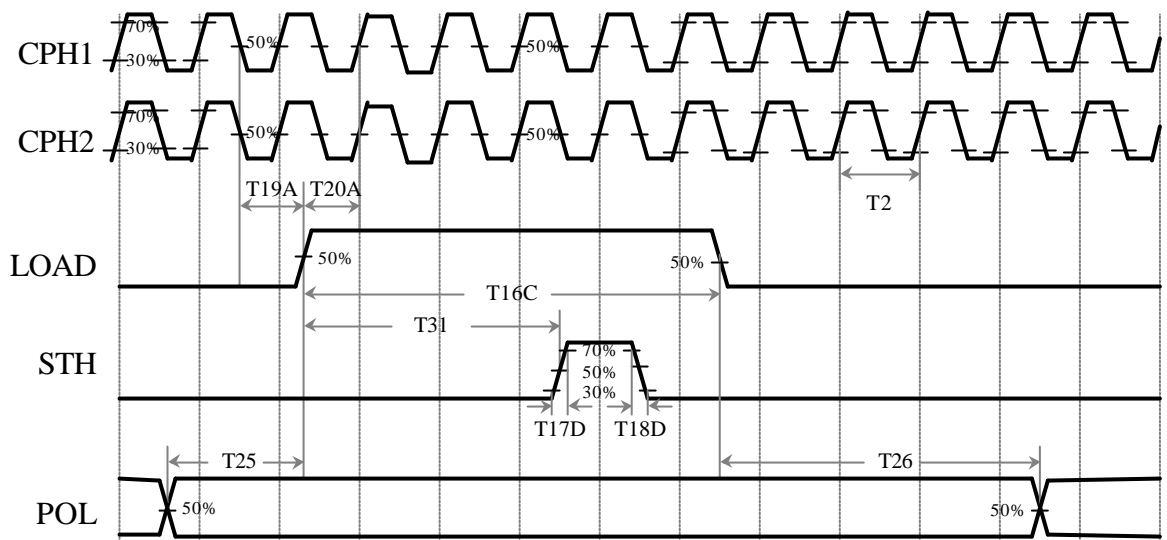 70%
CPH1 50% 50%
30%
70%
CPH2 50% 50%
30%
T19A T20A
T2
LOAD 50% 50%
T16C
T31
STH 70%
50%
30%
T17D T18D
T25 T26
POL 50% 50%